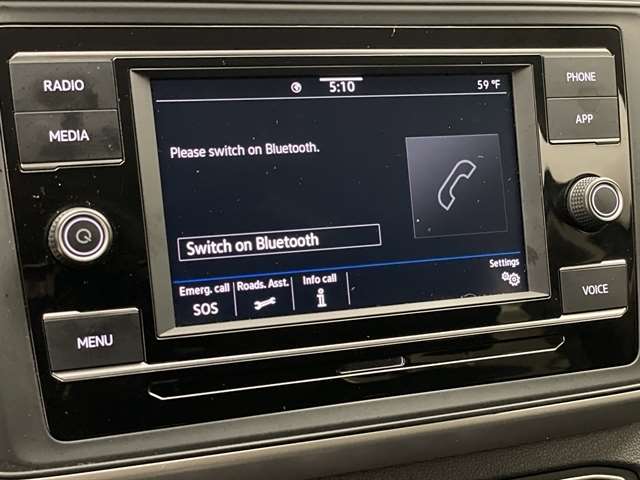 RADIO
MEDIA
MENU
5:10
59 °F
Please switch on Bluetooth.
Switch on Bluetooth
Emerg. call
SOS
Roads. Asst.
Info call
Settings
PHONE
APP
VOICE